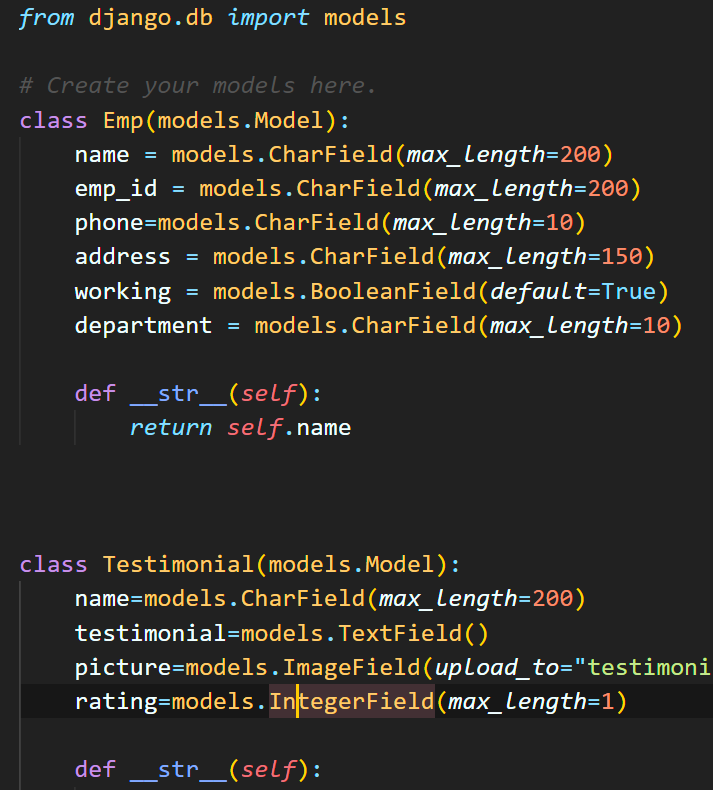 from django.db import models
# Create your models here.
class Emp(models.Model):
name = models.CharField(max_length=200)
emp_id = models.CharField(max_length=200)
phone=models.CharField(max_length=10)
address = models.CharField(max_length=150)
working = models.BooleanField(default=True)
department = models.CharField(max_length=10)
def __str__(self):
return self.name
class Testimonial(models.Model):
name=models.CharField(max_length=200)
testimonial=models.TextField()
picture=models.ImageField(upload_to="testimoni
rating=models.IntegerField(max_length=1)
def __str__(self):